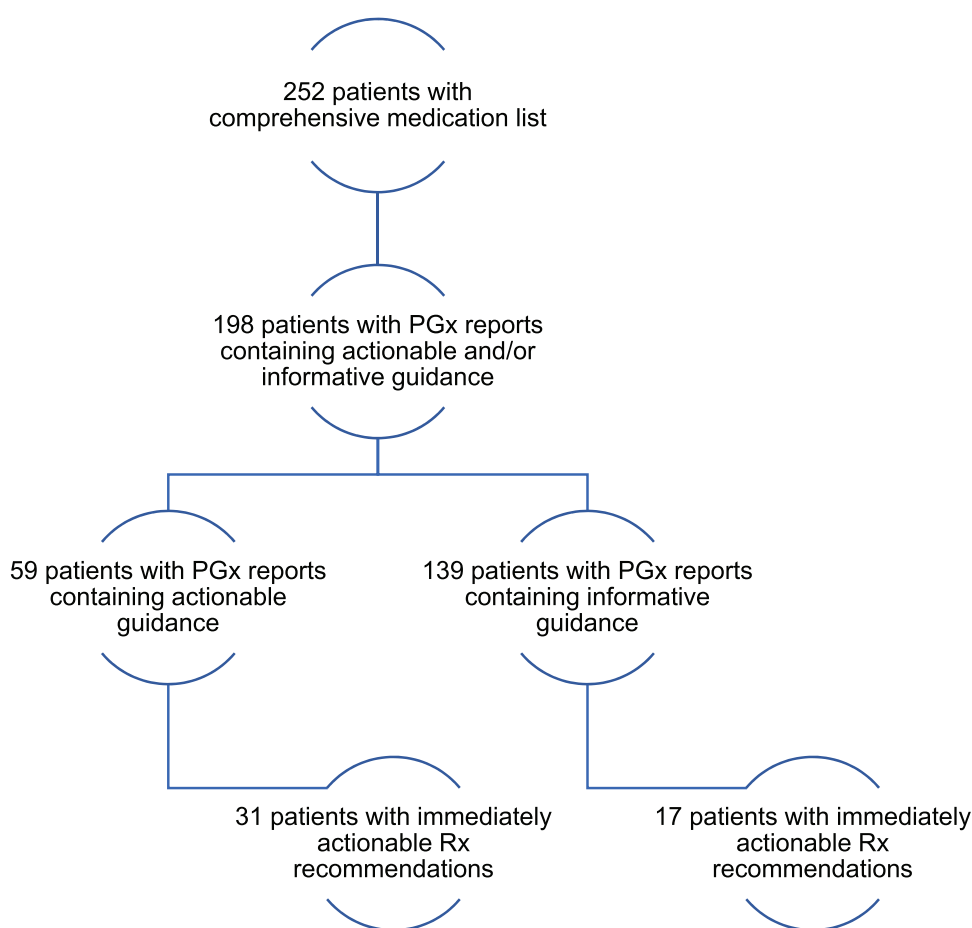 252 patients with
comprehensive medication list
198 patients with PGx reports
containing actionable and/or
informative guidance
59 patients with PGx reports
containing actionable
guidance
139 patients with PGx reports
containing informative
guidance
31 patients with immediately
actionable Rx
recommendations
17 patients with immediately
actionable Rx
recommendations